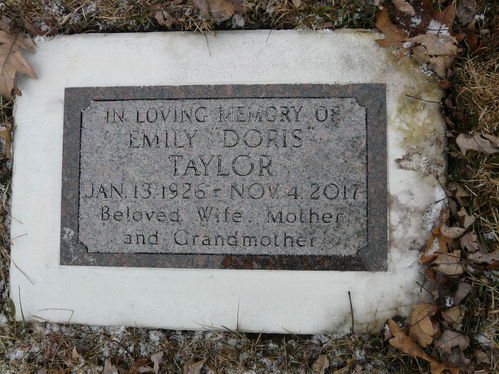 IN LOVING MEMORY OF
EMILY "DORIS"
TAYLOR
JAN. 13. 1926 - NOV. 4. 2017
Beloved Wife, Mother
and Grandmother